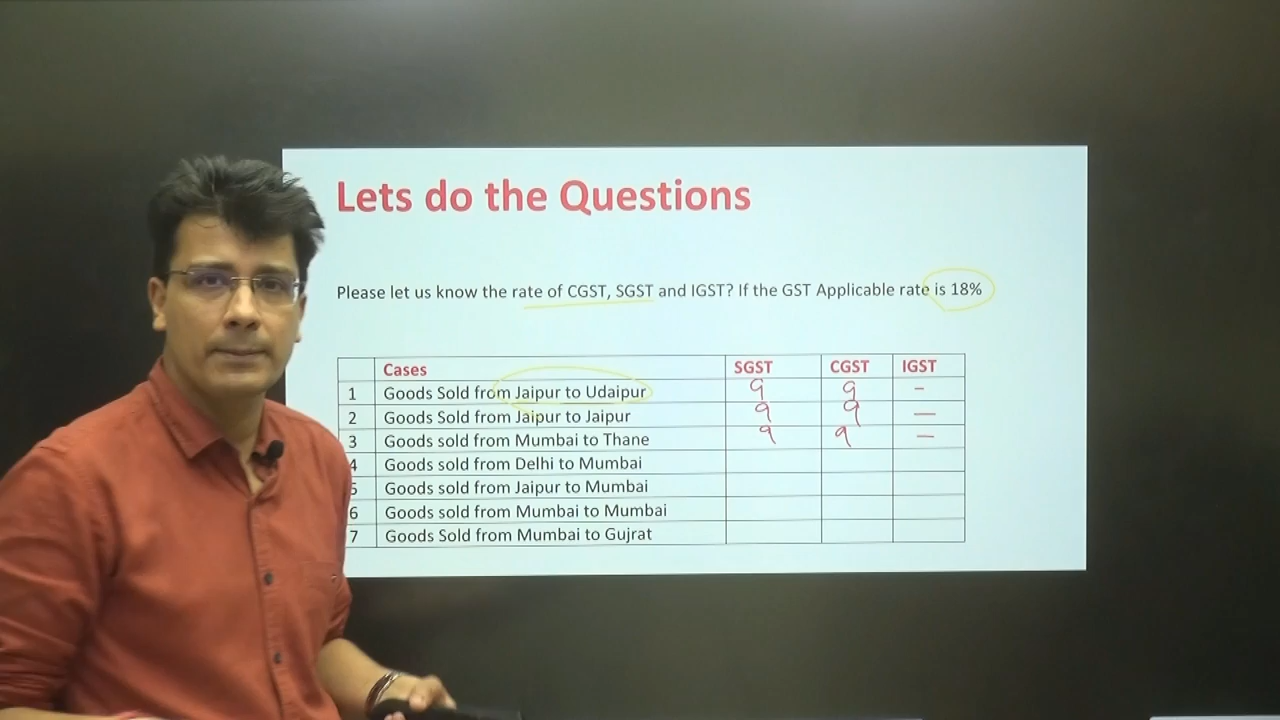 Lets do the Questions
Please let us know the rate of CGST, SGST and IGST? If the GST Applicable rate is 18%
Cases SGST CGST IGST
1 Goods Sold from Jaipur to Udaipur 9 9 -
2 Goods Sold from Jaipur to Jaipur 9 9 —
3 Goods sold from Mumbai to Thane 9 9 —
4 Goods sold from Delhi to Mumbai
5 Goods sold from Jaipur to Mumbai
6 Goods sold from Mumbai to Mumbai
7 Goods Sold from Mumbai to Gujrat